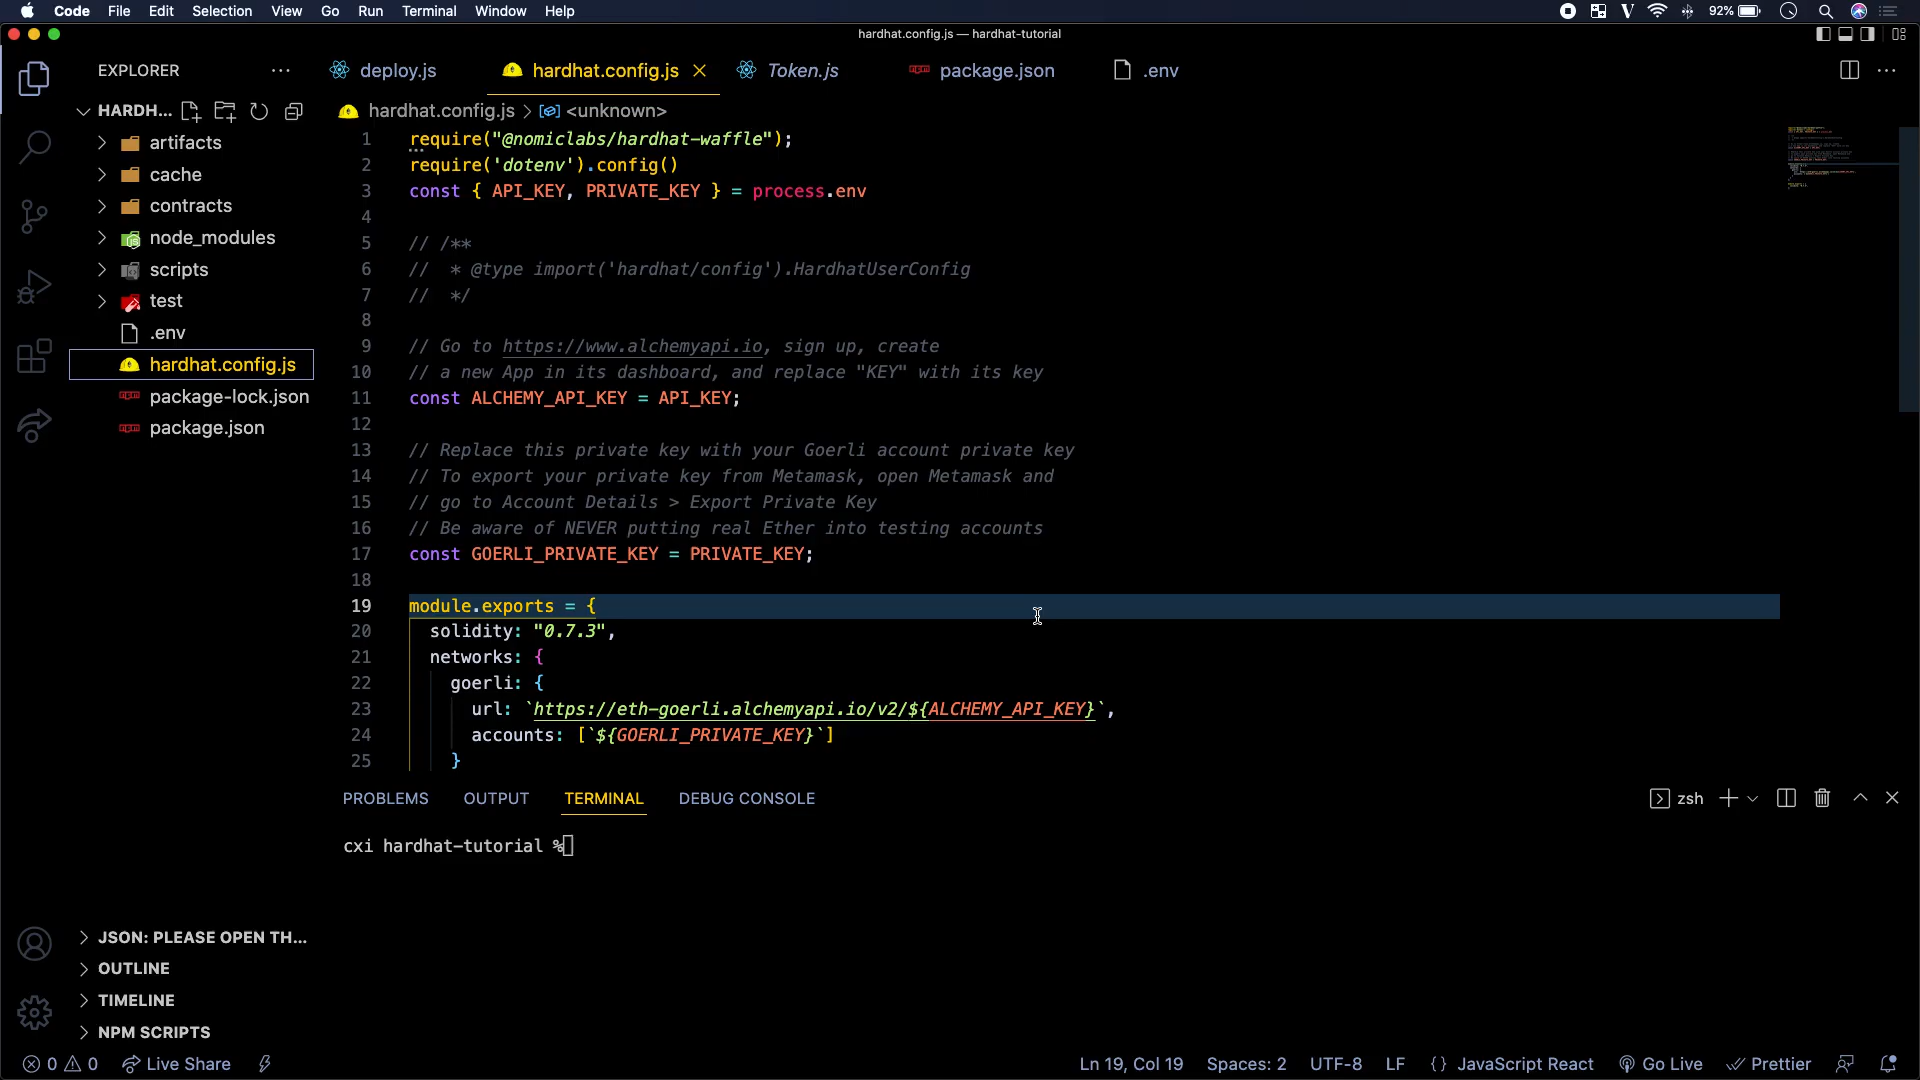 Code File Edit Selection View Go Run Terminal Window Help
V 92%
hardhat.config.js — hardhat-tutorial
EXPLORER
deploy.js hardhat.config.js Token.js package.json .env
HARDH...
hardhat.config.js > <unknown>
artifacts
cache
contracts
node_modules
scripts
test
.env
hardhat.config.js
package-lock.json
package.json
1 require("@nomiclabs/hardhat-waffle");
2 require('dotenv').config()
3 const { API_KEY, PRIVATE_KEY } = process.env
4
5 // /**
6 // * @type import('hardhat/config').HardhatUserConfig
7 // */
8
9 // Go to https://www.alchemyapi.io, sign up, create
10 // a new App in its dashboard, and replace "KEY" with its key
11 const ALCHEMY_API_KEY = API_KEY;
12
13 // Replace this private key with your Goerli account private key
14 // To export your private key from Metamask, open Metamask and
15 // go to Account Details > Export Private Key
16 // Be aware of NEVER putting real Ether into testing accounts
17 const GOERLI_PRIVATE_KEY = PRIVATE_KEY;
18
19 module.exports = {
20 solidity: "0.7.3",
21 networks: {
22 goerli: {
23 url: `https://eth-goerli.alchemyapi.io/v2/${ALCHEMY_API_KEY}`,
24 accounts: [`${GOERLI_PRIVATE_KEY}`]
25 }
PROBLEMS OUTPUT TERMINAL DEBUG CONSOLE
zsh
cxi hardhat-tutorial %
JSON: PLEASE OPEN TH...
OUTLINE
TIMELINE
NPM SCRIPTS
0 0 Live Share
Ln 19, Col 19 Spaces: 2 UTF-8 LF {} JavaScript React Go Live Prettier